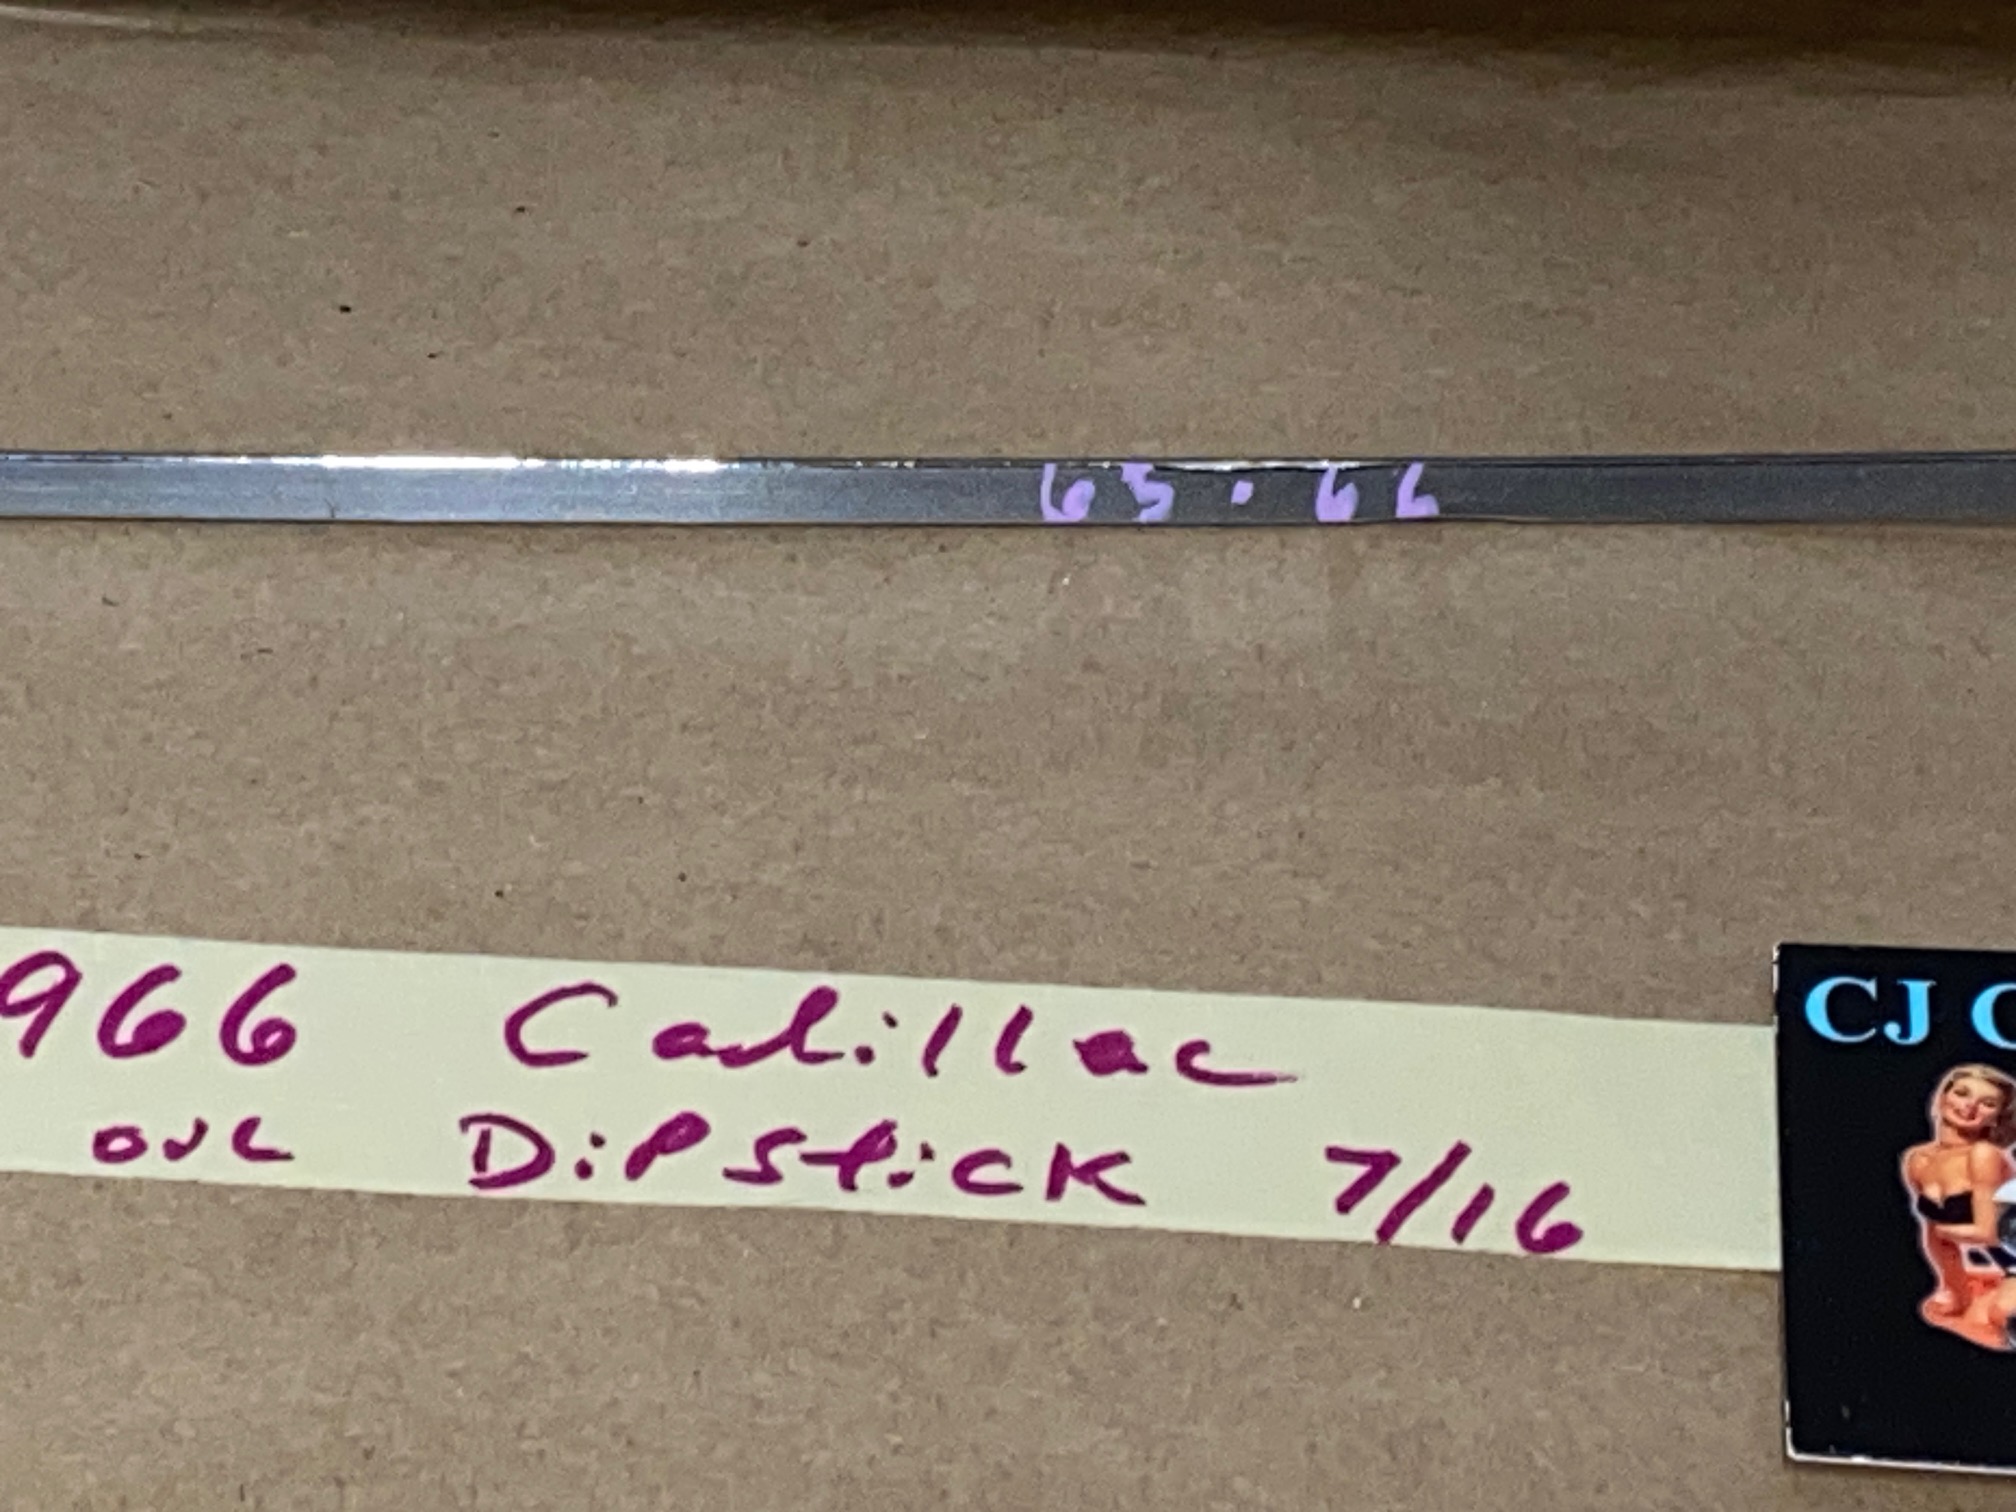 65 · 66
966 Cadillac
OIL DiPStiCK 7/16
CJ C